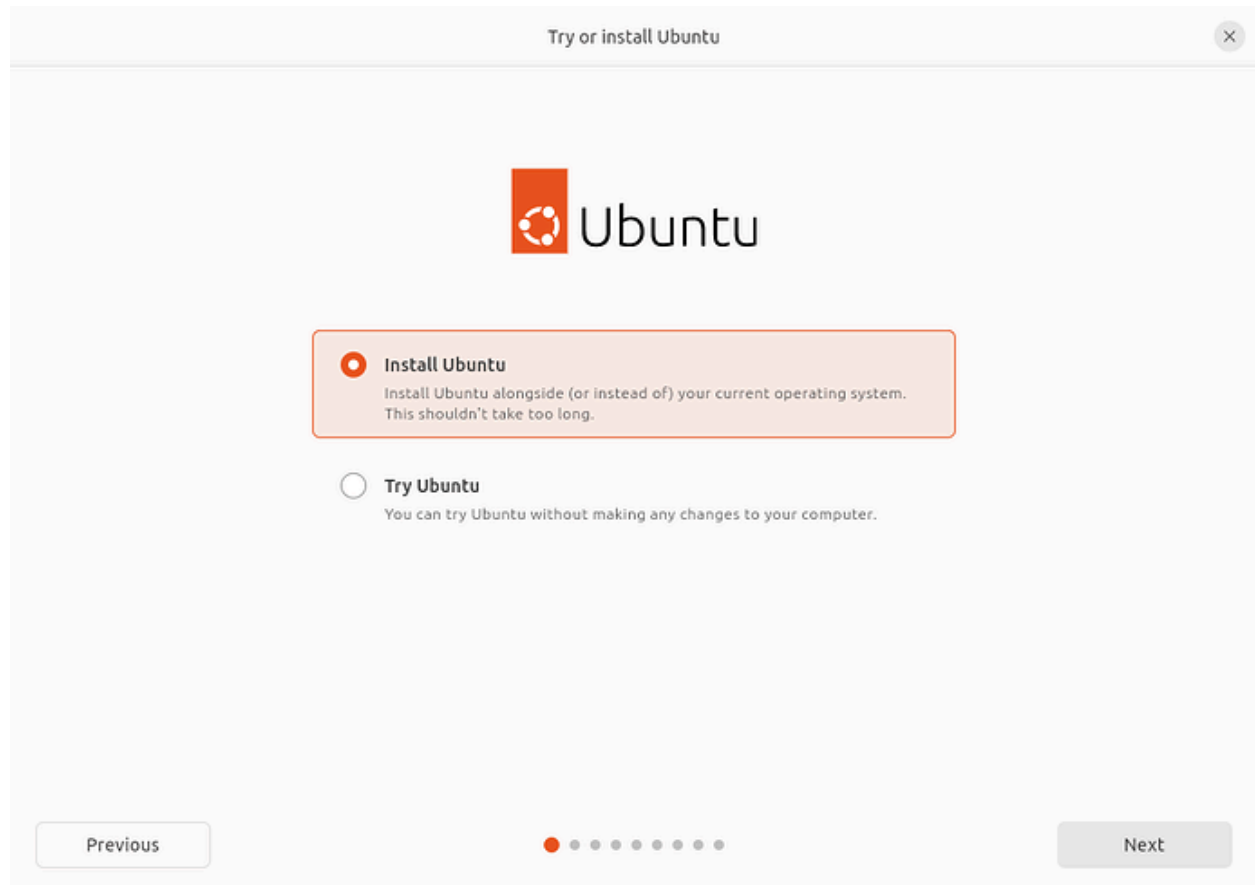 Try or install Ubuntu
Ubuntu
Install Ubuntu
Install Ubuntu alongside (or instead of) your current operating system.
This shouldn't take too long.
Try Ubuntu
You can try Ubuntu without making any changes to your computer.
Previous
Next